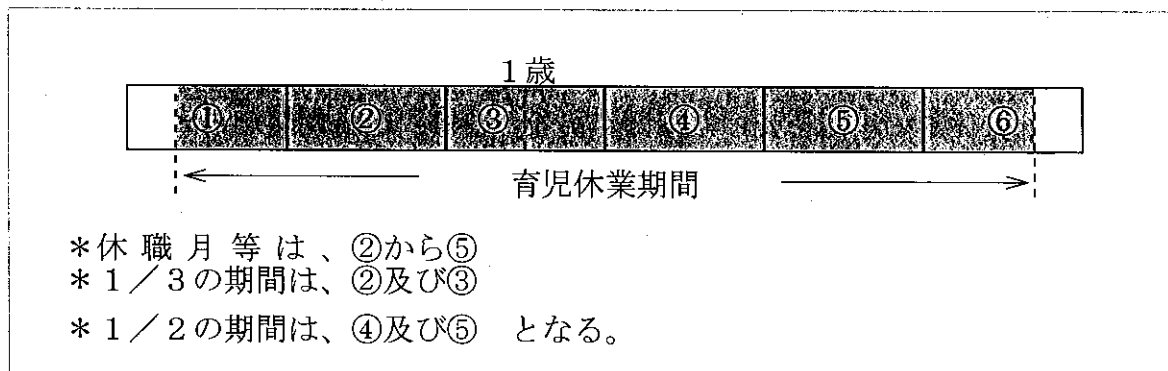 1歳
① ② ③ ④ ⑤ ⑥
育児休業期間
*休職月等は、②から⑤
*1/3の期間は、②及び③
*1/2の期間は、④及び⑤ となる。